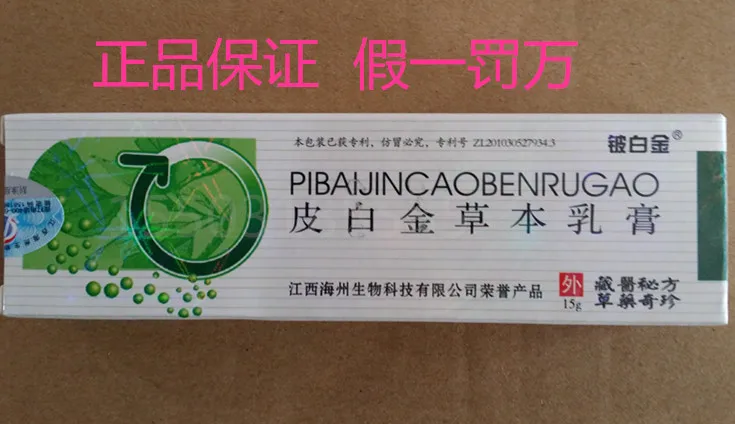 正品保证 假一罚万
本包装已获专利，仿冒必究，专利号 ZL201030527934.3
铍白金®
PIBAIJINCAOBENRUGAO
皮白金草本乳膏
江西海州生物科技有限公司荣誉产品
外
15g
藏醫秘方
草藥奇珍